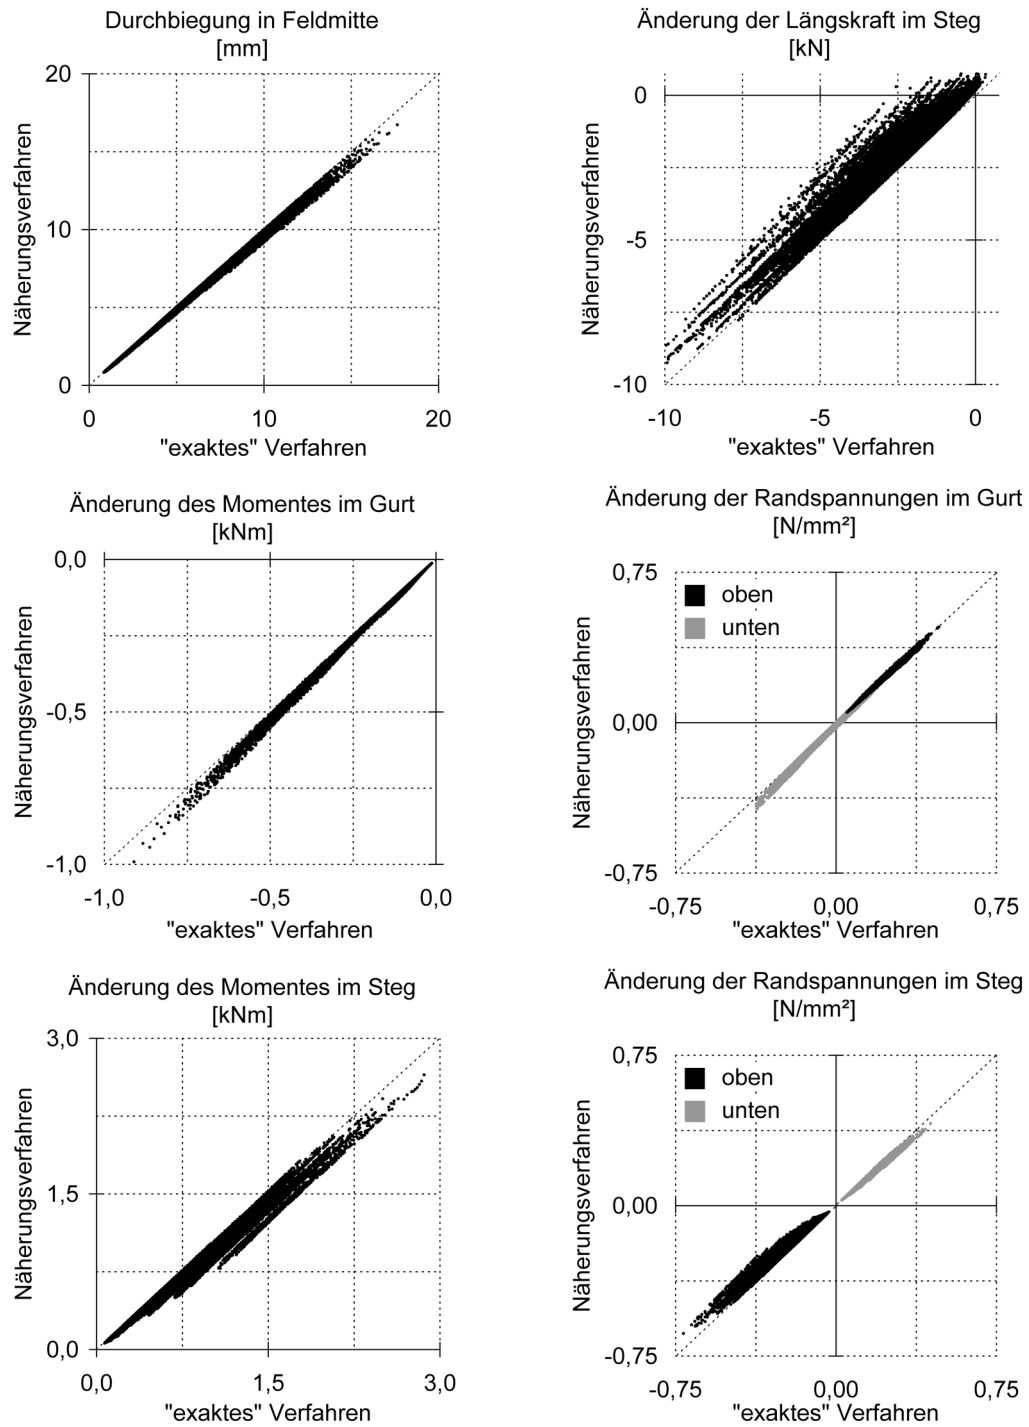 Durchbiegung in Feldmitte
[mm]
20
10
0
0 10 20
Näherungsverfahren
"exaktes" Verfahren
Änderung der Längskraft im Steg
[kN]
0
-5
-10
-10 -5 0
Näherungsverfahren
"exaktes" Verfahren
Änderung des Momentes im Gurt
[kNm]
0,0
-0,5
-1,0
-1,0 -0,5 0,0
Näherungsverfahren
"exaktes" Verfahren
Änderung der Randspannungen im Gurt
[N/mm²]
0,75
oben
unten
0,00
-0,75
-0,75 0,00 0,75
Näherungsverfahren
"exaktes" Verfahren
Änderung des Momentes im Steg
[kNm]
3,0
1,5
0,0
0,0 1,5 3,0
Näherungsverfahren
"exaktes" Verfahren
Änderung der Randspannungen im Steg
[N/mm²]
0,75
oben
unten
0,00
-0,75
-0,75 0,00 0,75
Näherungsverfahren
"exaktes" Verfahren